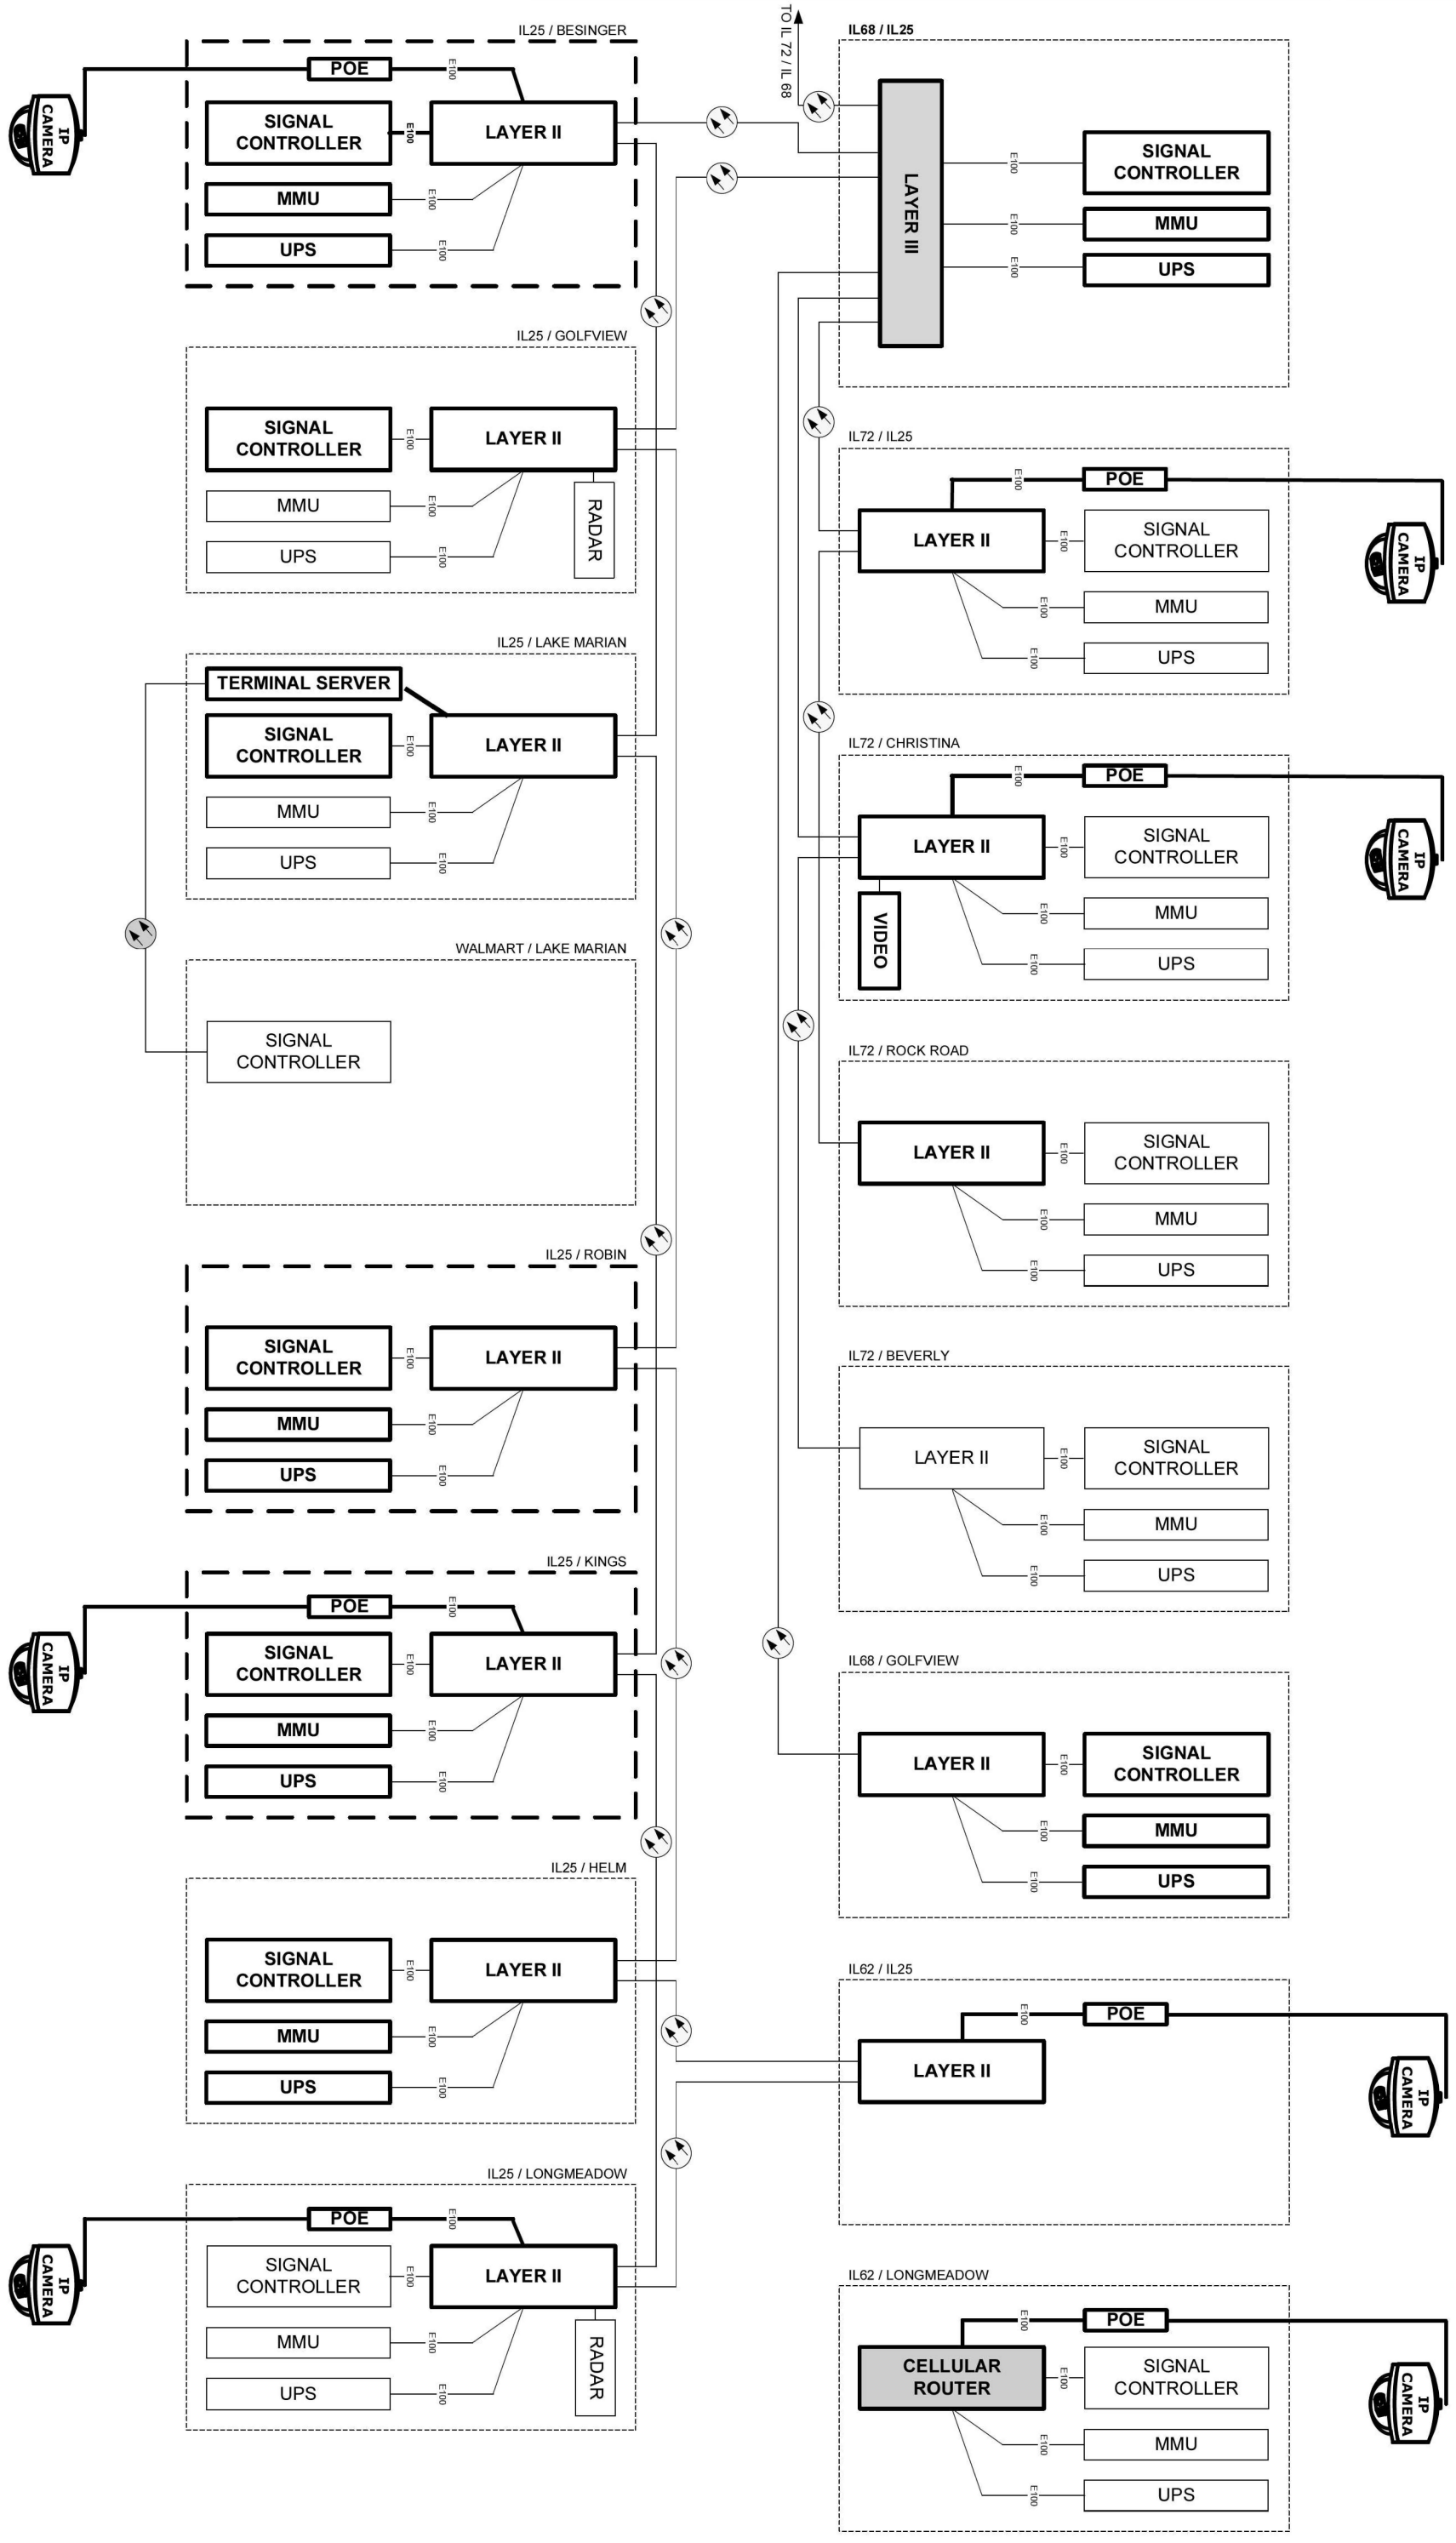 IL25 / BESINGER
POE
E100
IP
CAMERA
SIGNAL
CONTROLLER
E100
LAYER II
MMU
E100
UPS
E100
IL25 / GOLFVIEW
SIGNAL
CONTROLLER
E100
LAYER II
MMU
E100
UPS
E100
RADAR
IL25 / LAKE MARIAN
TERMINAL SERVER
SIGNAL
CONTROLLER
E100
LAYER II
MMU
E100
UPS
E100
WALMART / LAKE MARIAN
SIGNAL
CONTROLLER
IL25 / ROBIN
SIGNAL
CONTROLLER
E100
LAYER II
MMU
E100
UPS
E100
IL25 / KINGS
POE
E100
IP
CAMERA
SIGNAL
CONTROLLER
E100
LAYER II
MMU
E100
UPS
E100
IL25 / HELM
SIGNAL
CONTROLLER
E100
LAYER II
MMU
E100
UPS
E100
IL25 / LONGMEADOW
POE
E100
IP
CAMERA
SIGNAL
CONTROLLER
E100
LAYER II
MMU
E100
UPS
E100
RADAR
TO IL 72 / IL 68
IL68 / IL25
LAYER III
E100
SIGNAL
CONTROLLER
E100
MMU
E100
UPS
IL72 / IL25
E100
POE
IP
CAMERA
LAYER II
E100
SIGNAL
CONTROLLER
E100
MMU
E100
UPS
IL72 / CHRISTINA
E100
POE
IP
CAMERA
LAYER II
E100
SIGNAL
CONTROLLER
VIDEO
E100
MMU
E100
UPS
IL72 / ROCK ROAD
LAYER II
E100
SIGNAL
CONTROLLER
E100
MMU
E100
UPS
IL72 / BEVERLY
LAYER II
E100
SIGNAL
CONTROLLER
E100
MMU
E100
UPS
IL68 / GOLFVIEW
LAYER II
E100
SIGNAL
CONTROLLER
E100
MMU
E100
UPS
IL62 / IL25
E100
POE
IP
CAMERA
LAYER II
IL62 / LONGMEADOW
E100
POE
IP
CAMERA
CELLULAR
ROUTER
E100
SIGNAL
CONTROLLER
E100
MMU
E100
UPS